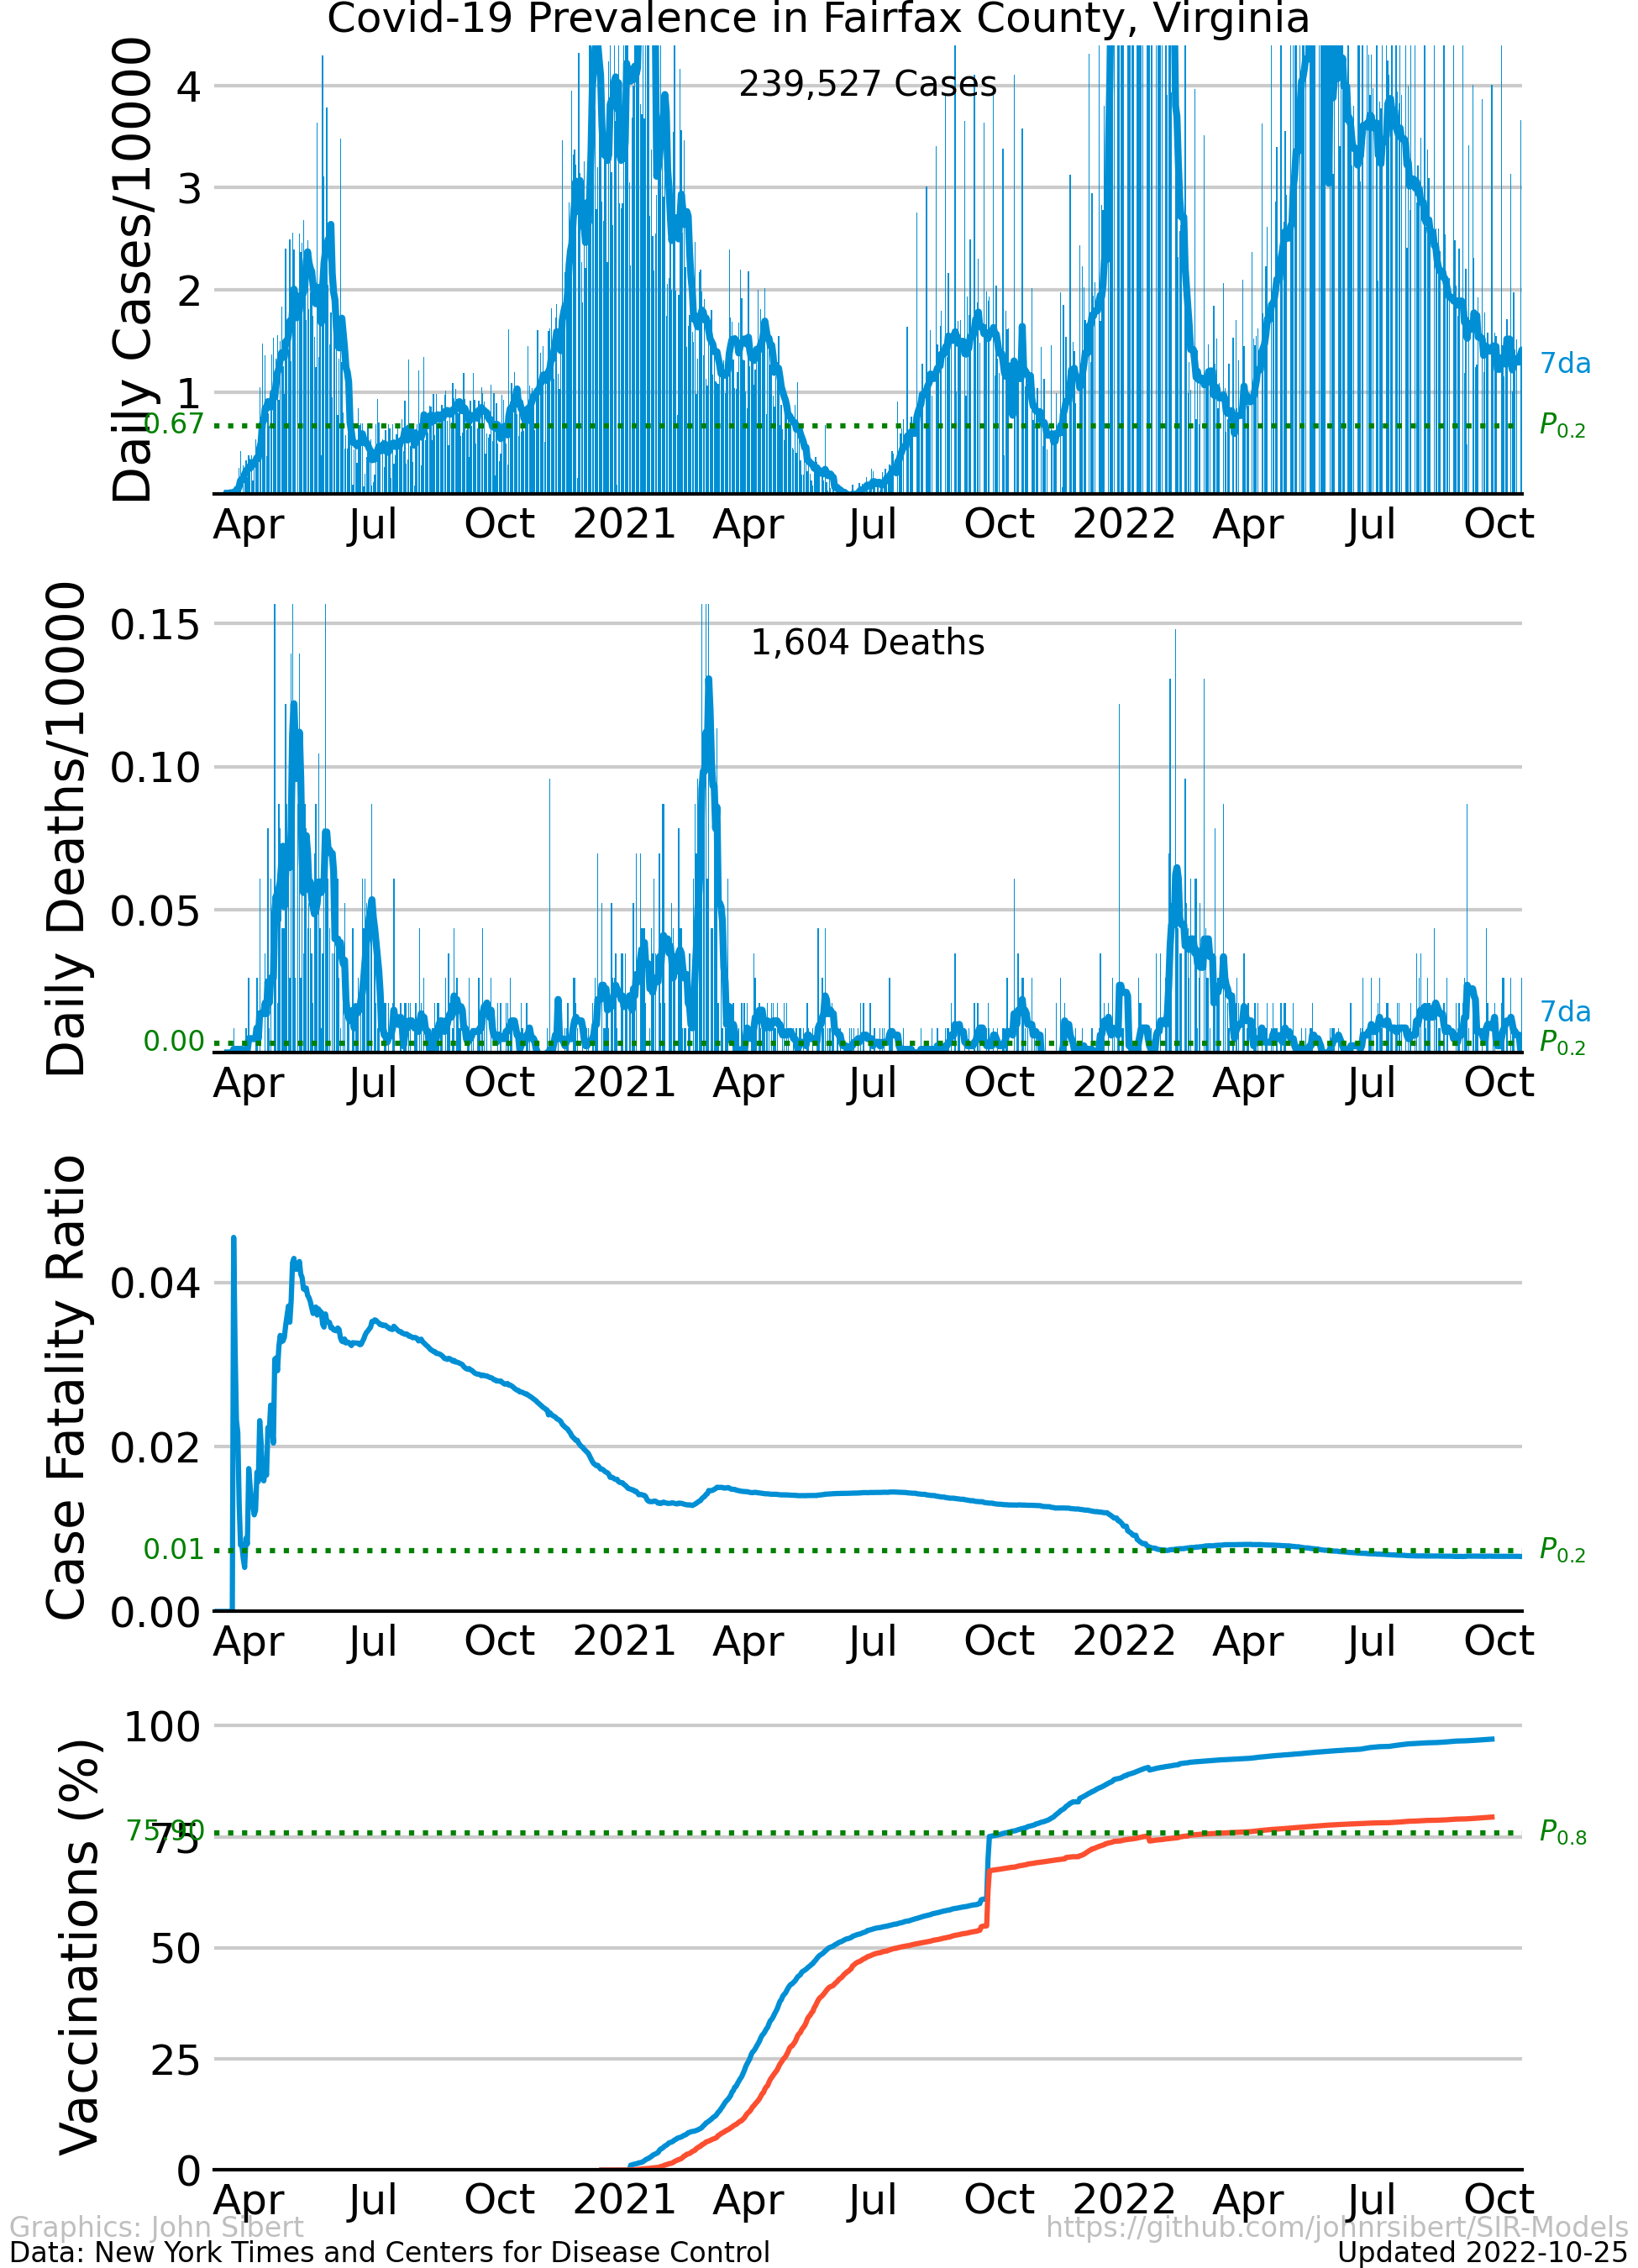 Covid-19 Prevalence in Fairfax County, Virginia
Daily Cases/10000
4
3
2
1
0.67
239,527 Cases
7da
P0.2
Apr Jul Oct 2021 Apr Jul Oct 2022 Apr Jul Oct
Daily Deaths/10000
0.15
0.10
0.05
0.00
1,604 Deaths
7da
P0.2
Apr Jul Oct 2021 Apr Jul Oct 2022 Apr Jul Oct
Case Fatality Ratio
0.04
0.02
0.01
0.00
P0.2
Apr Jul Oct 2021 Apr Jul Oct 2022 Apr Jul Oct
Vaccinations (%)
100
75.90
75
50
25
0
P0.8
Apr Jul Oct 2021 Apr Jul Oct 2022 Apr Jul Oct
Graphics: John Sibert https://github.com/johnrsibert/SIR-Models
Data: New York Times and Centers for Disease Control Updated 2022-10-25